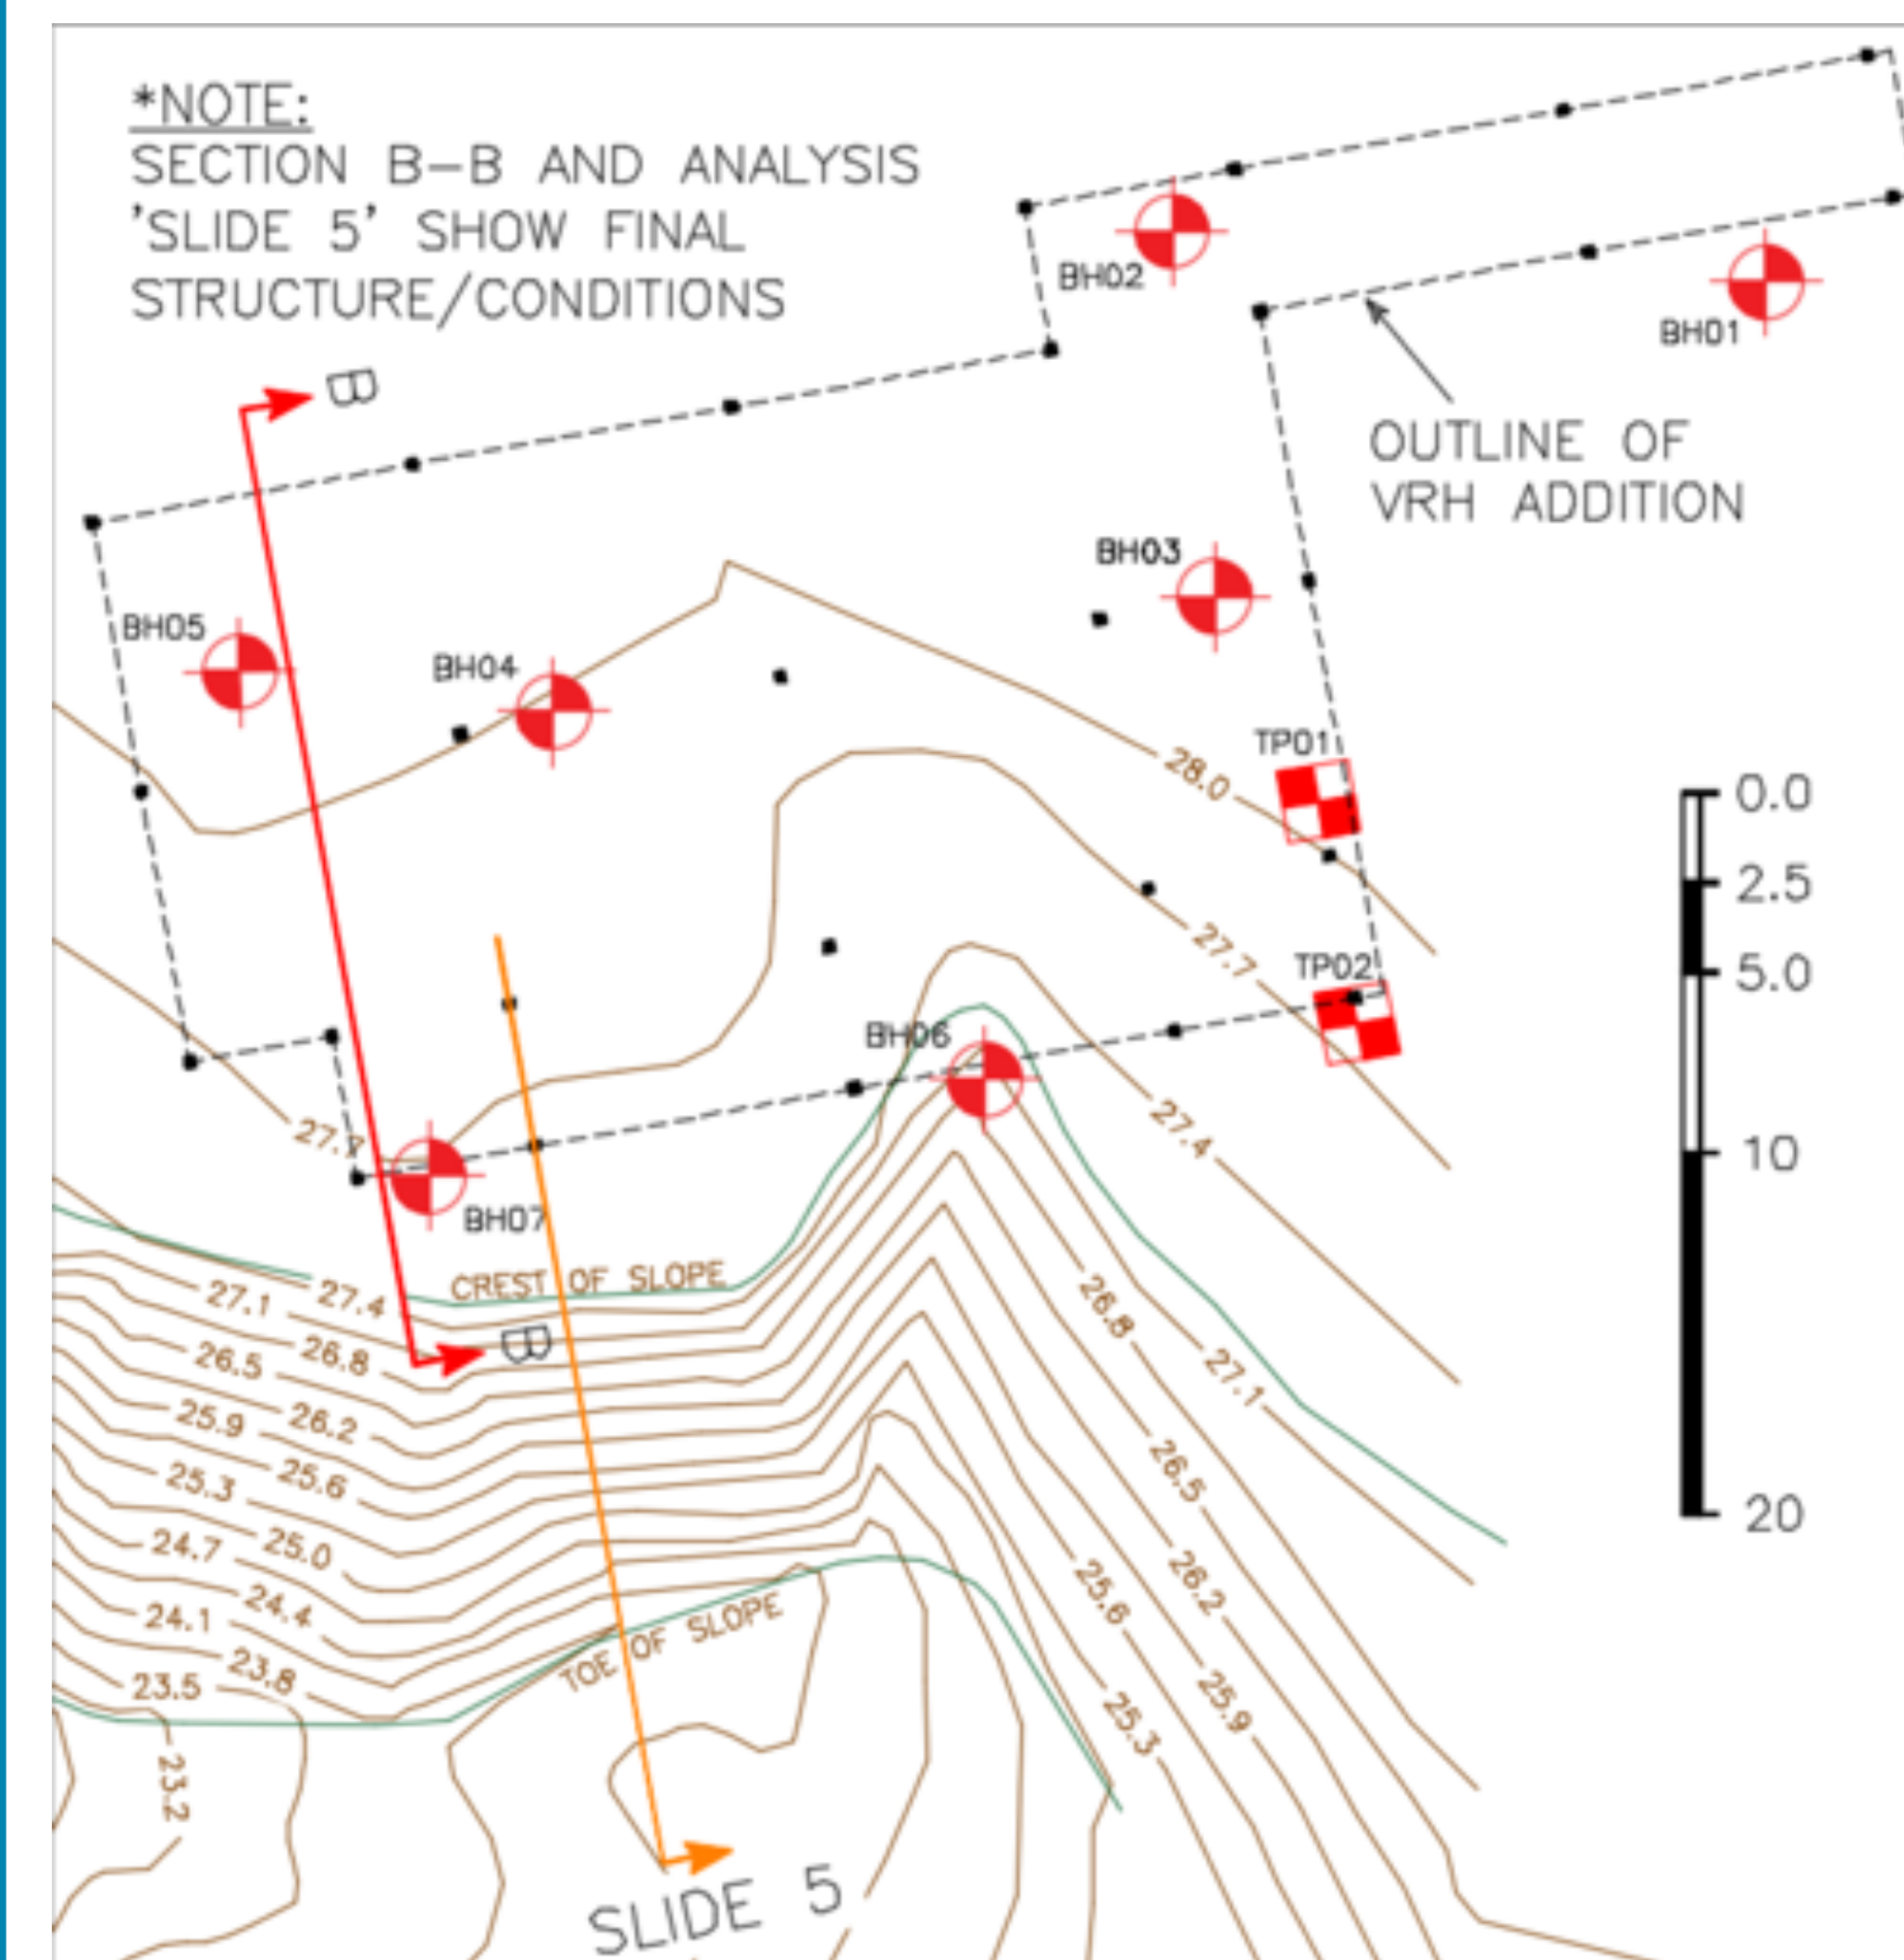 *NOTE:
SECTION B-B AND ANALYSIS
'SLIDE 5' SHOW FINAL
STRUCTURE/CONDITIONS
BH02
BH01
B
OUTLINE OF
VRH ADDITION
BH03
BH05
BH04
TP01
28.0
0.0
2.5
27.7
TP02
5.0
BH06
27.4
27.7
10
BH07
CREST OF SLOPE
27.4
27.1
26.8
B
26.8
27.1
26.5
26.2
25.9
26.5
25.6
25.3
20
25.0
24.7
26.2
25.6
24.4
24.1
TOE OF SLOPE
23.8
23.5
25.9
25.3
23.2
SLIDE 5